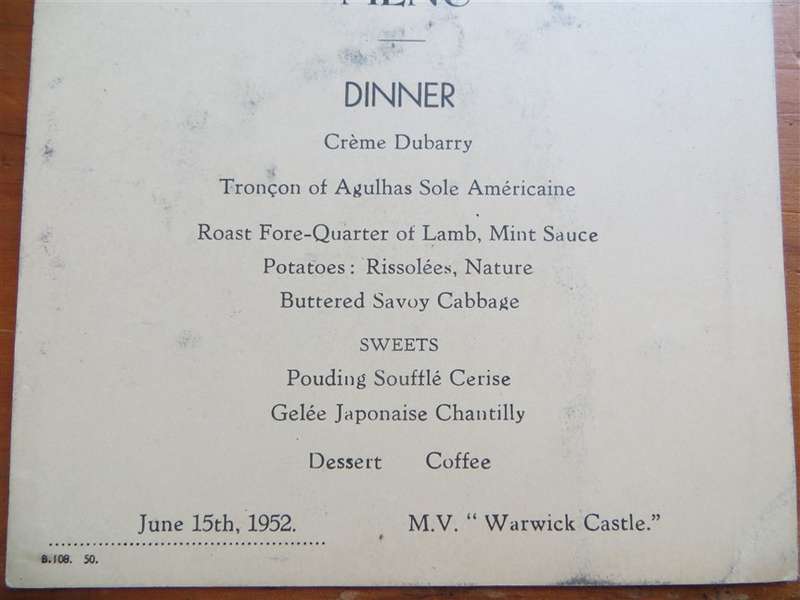 MENU
DINNER
Crème Dubarry
Tronçon of Agulhas Sole Américaine
Roast Fore-Quarter of Lamb, Mint Sauce
Potatoes: Rissolées, Nature
Buttered Savoy Cabbage
SWEETS
Pouding Soufflé Cerise
Gelée Japonaise Chantilly
Dessert Coffee
June 15th, 1952. M.V. “Warwick Castle.”
B.108. 50.